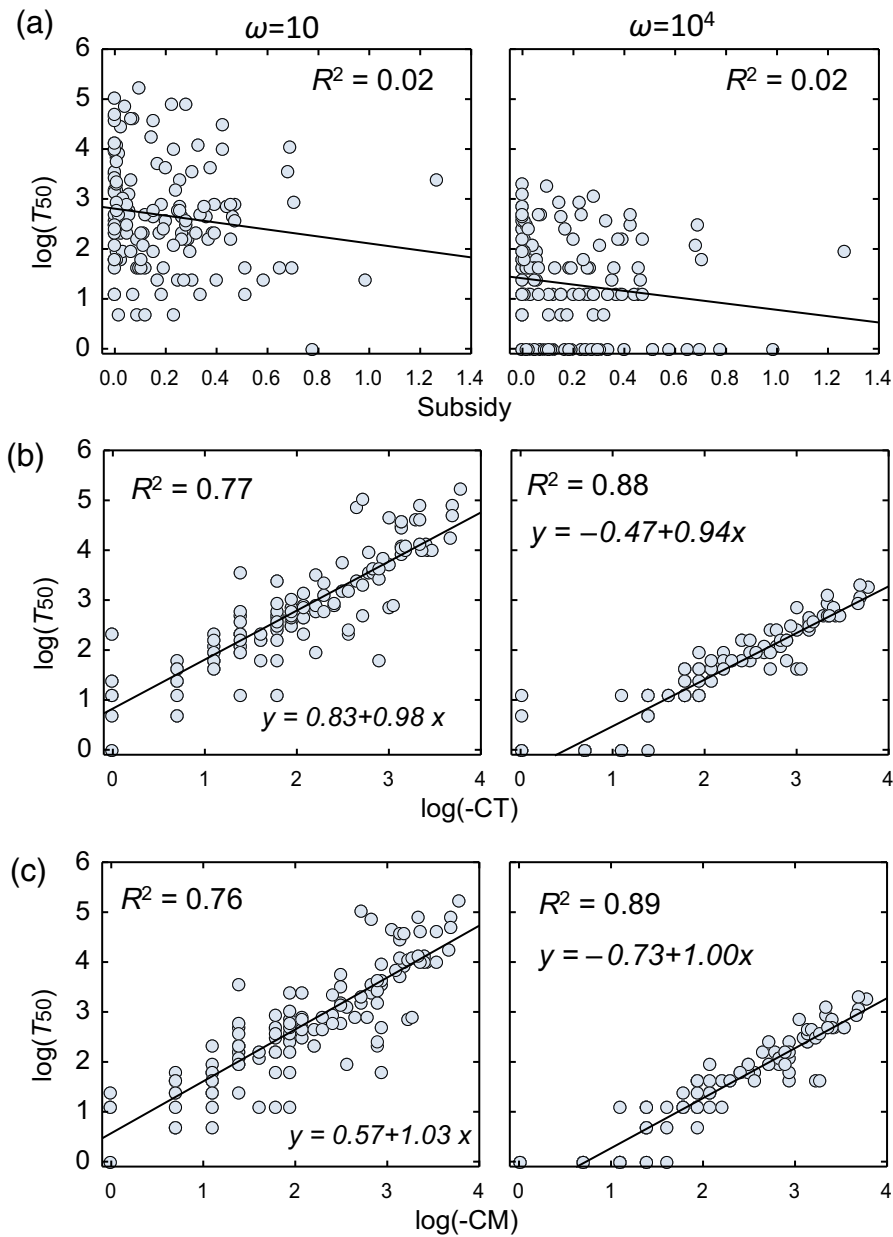 (a)
ω=10
ω=10⁴
6
5
4
3
2
1
0
log(T50)
R² = 0.02
R² = 0.02
0.0 0.2 0.4 0.6 0.8 1.0 1.2 1.4
0.0 0.2 0.4 0.6 0.8 1.0 1.2 1.4
Subsidy
(b)
6
5
4
3
2
1
0
log(T50)
R² = 0.77
y = 0.83+0.98 x
R² = 0.88
y = −0.47+0.94x
0 1 2 3 4
0 1 2 3 4
log(-CT)
(c)
6
5
4
3
2
1
0
log(T50)
R² = 0.76
y = 0.57+1.03 x
R² = 0.89
y = −0.73+1.00x
0 1 2 3 4
0 1 2 3 4
log(-CM)